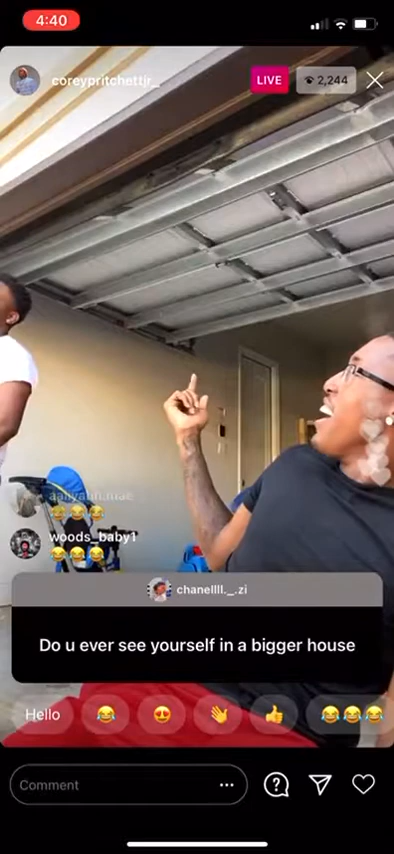 4:40
coreypritchettjr_
LIVE
2,244
aaliyahh.mae
😂😂😂
woods_baby1
😂😂😂
chanellll._.zi
Do u ever see yourself in a bigger house
Hello 😂 😍 👋 👍 😂😂😂
Comment